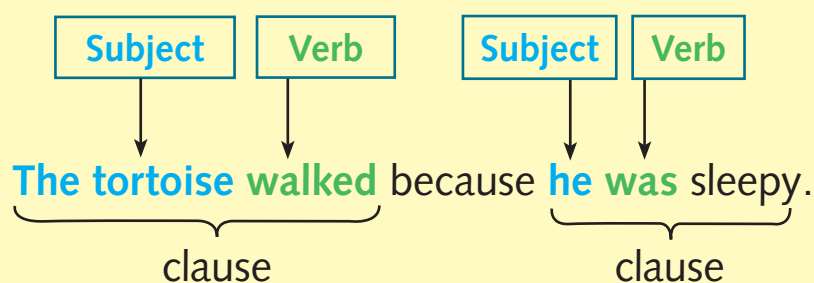 Subject Verb Subject Verb
The tortoise walked because he was sleepy.
clause clause